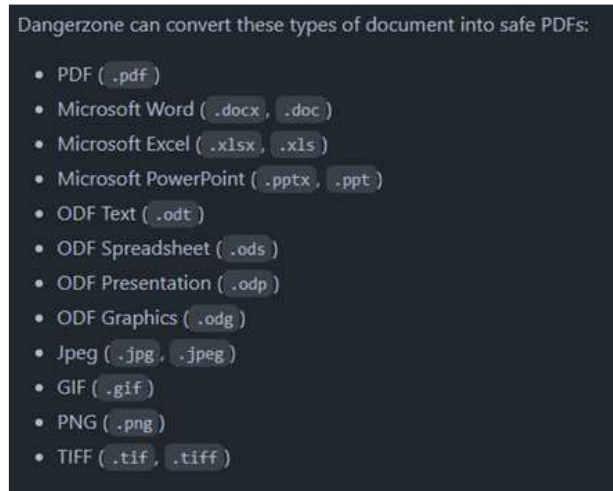 Dangerzone can convert these types of document into safe PDFs:
• PDF ( .pdf )
• Microsoft Word ( .docx , .doc )
• Microsoft Excel ( .xlsx , .xls )
• Microsoft PowerPoint ( .pptx , .ppt )
• ODF Text ( .odt )
• ODF Spreadsheet ( .ods )
• ODF Presentation ( .odp )
• ODF Graphics ( .odg )
• Jpeg ( .jpg , .jpeg )
• GIF ( .gif )
• PNG ( .png )
• TIFF ( .tif , .tiff )